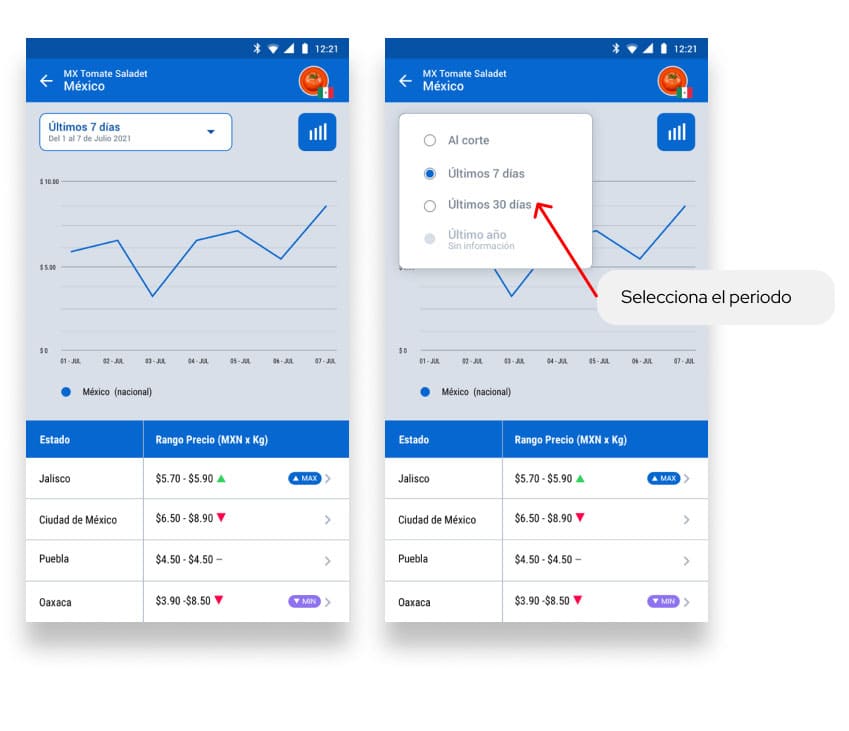 12:21
MX Tomate Saladet
México
Últimos 7 días
Del 1 al 7 de Julio 2021
$ 10.00
$ 5.00
$ 0
01 - JUL
02 - JUL
03 - JUL
04 - JUL
05 - JUL
06 - JUL
07 - JUL
México (nacional)
Estado Rango Precio (MXN x Kg)
Jalisco $5.70 - $5.90 MAX
Ciudad de México $6.50 - $8.90
Puebla $4.50 - $4.50 –
Oaxaca $3.90 -$8.50 MIN
12:21
MX Tomate Saladet
México
Al corte
Últimos 7 días
Últimos 30 días
Último año
Sin información
Selecciona el periodo
$ 0
01 - JUL
02 - JUL
03 - JUL
04 - JUL
05 - JUL
06 - JUL
07 - JUL
México (nacional)
Estado Rango Precio (MXN x Kg)
Jalisco $5.70 - $5.90 MAX
Ciudad de México $6.50 - $8.90
Puebla $4.50 - $4.50 –
Oaxaca $3.90 -$8.50 MIN